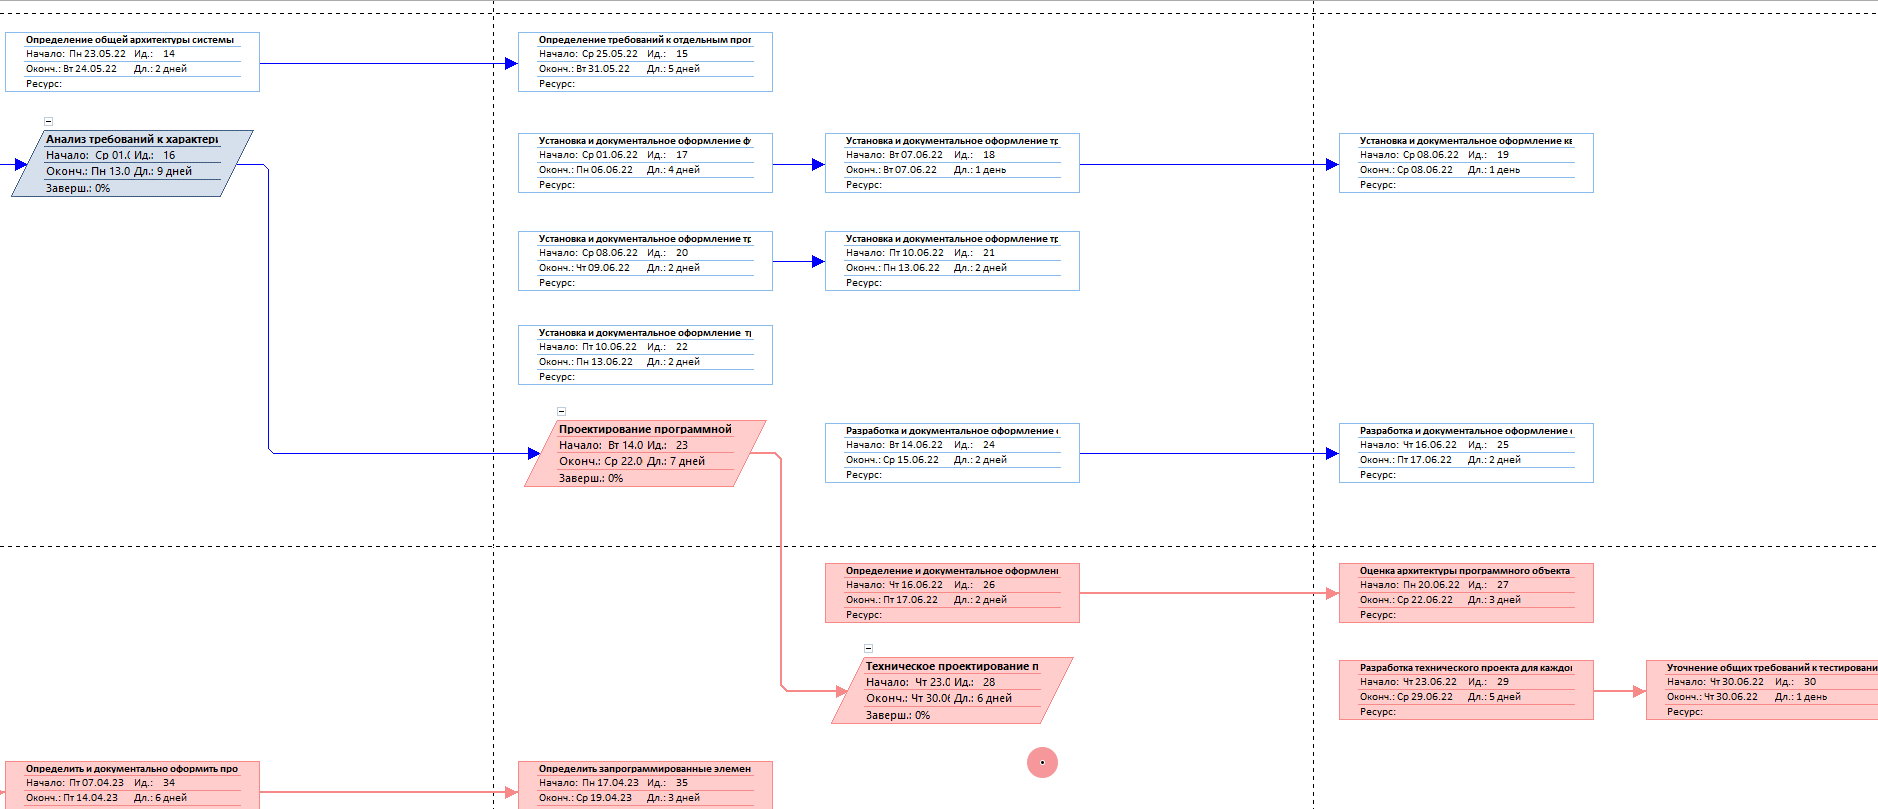 Определение общей архитектуры системы
Начало: Пн 23.05.22 Ид.: 14
Оконч.: Вт 24.05.22 Дл.: 2 дней
Ресурс:
Определение требований к отдельным прог
Начало: Ср 25.05.22 Ид.: 15
Оконч.: Вт 31.05.22 Дл.: 5 дней
Ресурс:
Анализ требований к характери
Начало: Ср 01.( Ид.: 16
Оконч.: Пн 13.0 Дл.: 9 дней
Заверш.: 0%
Установка и документальное оформление
Начало: Ср 01.06.22 Ид.: 17
Оконч.: Пн 06.06.22 Дл.: 4 дней
Ресурс:
Установка и документальное оформление тр
Начало: Вт 07.06.22 Ид.: 18
Оконч.: Вт 07.06.22 Дл.: 1 день
Ресурс:
Установка и документальное оформление
Начало: Ср 08.06.22 Ид.: 19
Оконч.: Ср 08.06.22 Дл.: 1 день
Ресурс:
Установка и документальное оформление тр
Начало: Ср 08.06.22 Ид.: 20
Оконч.: Чт 09.06.22 Дл.: 2 дней
Ресурс:
Установка и документальное оформление тр
Начало: Пт 10.06.22 Ид.: 21
Оконч.: Пн 13.06.22 Дл.: 2 дней
Ресурс:
Установка и документальное оформление
Начало: Пт 10.06.22 Ид.: 22
Оконч.: Пн 13.06.22 Дл.: 2 дней
Ресурс:
Проектирование программной
Начало: Вт 14.0 Ид.: 23
Оконч.: Ср 22.0 Дл.: 7 дней
Заверш.: 0%
Разработка и документальное оформление
Начало: Вт 14.06.22 Ид.: 24
Оконч.: Ср 15.06.22 Дл.: 2 дней
Ресурс:
Разработка и документальное оформление
Начало: Чт 16.06.22 Ид.: 25
Оконч.: Пт 17.06.22 Дл.: 2 дней
Ресурс:
Определение и документальное оформлені
Начало: Чт 16.06.22 Ид.: 26
Оконч.: Пт 17.06.22 Дл.: 2 дней
Ресурс:
Оценка архитектуры программного объекта
Начало: Пн 20.06.22 Ид.: 27
Оконч.: Ср 22.06.22 Дл.: 3 дней
Ресурс:
Техническое проектирование п
Начало: Чт 23.0 Ид.: 28
Оконч.: Чт 30.0( Дл.: 6 дней
Заверш.: 0%
Разработка технического проекта для каждо
Начало: Чт 23.06.22 Ид.: 29
Оконч.: Ср 29.06.22 Дл.: 5 дней
Ресурс:
Уточнение общих требований к тестировани
Начало: Чт 30.06.22 Ид.: 30
Оконч.: Чт 30.06.22 Дл.: 1 день
Ресурс:
Определить и документально оформить про
Начало: Пт 07.04.23 Ид.: 34
Оконч.: Пт 14.04.23 Дл.: 6 дней
Определить запрограммированные элемен
Начало: Пн 17.04.23 Ид.: 35
Оконч.: Ср 19.04.23 Дл.: 3 дней